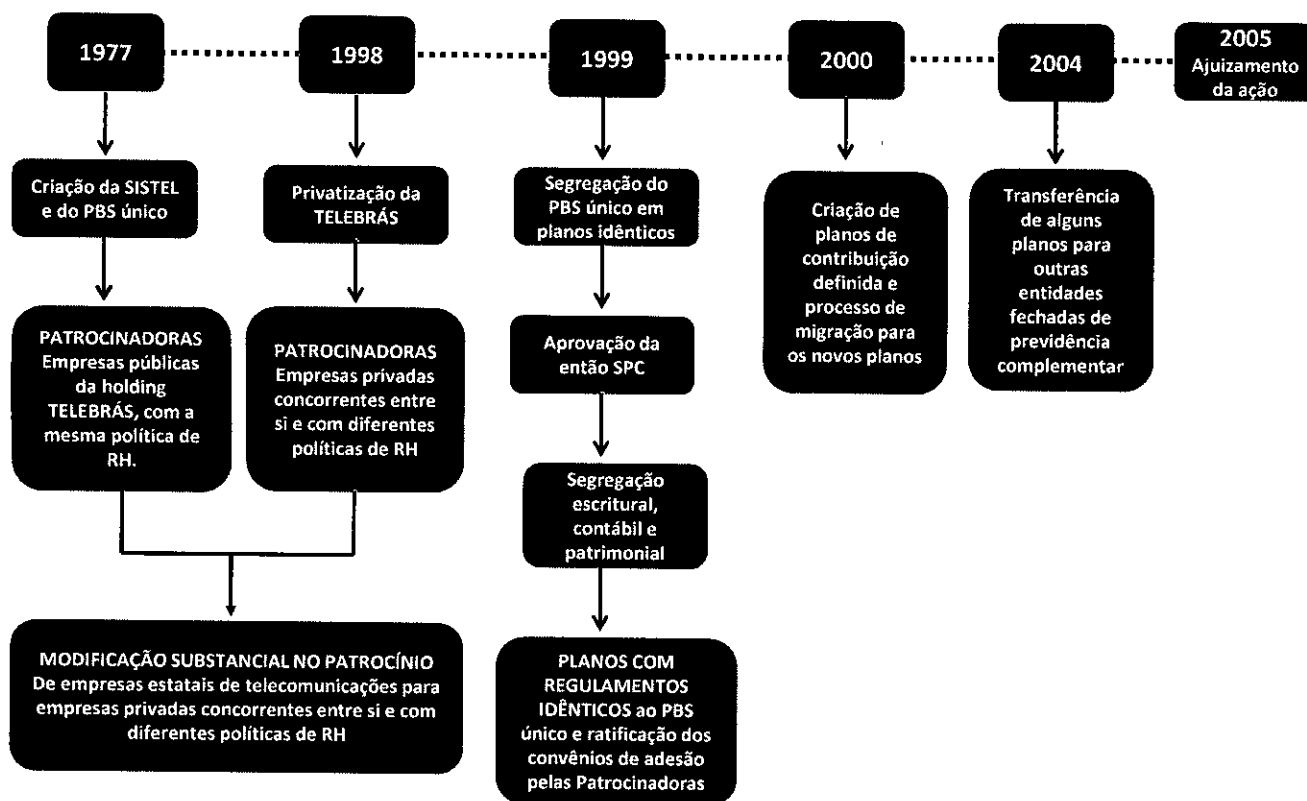 1977
1998
1999
2000
2004
2005
Ajuizamento
da ação
Criação da SISTEL
e do PBS único
Privatização da
TELEBRÁS
Segregação do
PBS único em
planos idênticos
Criação de
planos de
contribuição
definida e
processo de
migração para
os novos planos
Transferência
de alguns
planos para
outras
entidades
fechadas de
previdência
complementar
PATROCINADORAS
Empresas públicas
da holding
TELEBRÁS, com a
mesma política de
RH.
PATROCINADORAS
Empresas privadas
concorrentes entre
si e com diferentes
políticas de RH
Aprovação da
então SPC
Segregação
escritural,
contábil e
patrimonial
MODIFICAÇÃO SUBSTANCIAL NO PATROCÍNIO
De empresas estatais de telecomunicações para
empresas privadas concorrentes entre si e com
diferentes políticas de RH
PLANOS COM
REGULAMENTOS
IDÊNTICOS ao PBS
único e ratificação dos
convênios de adesão
pelas Patrocinadoras